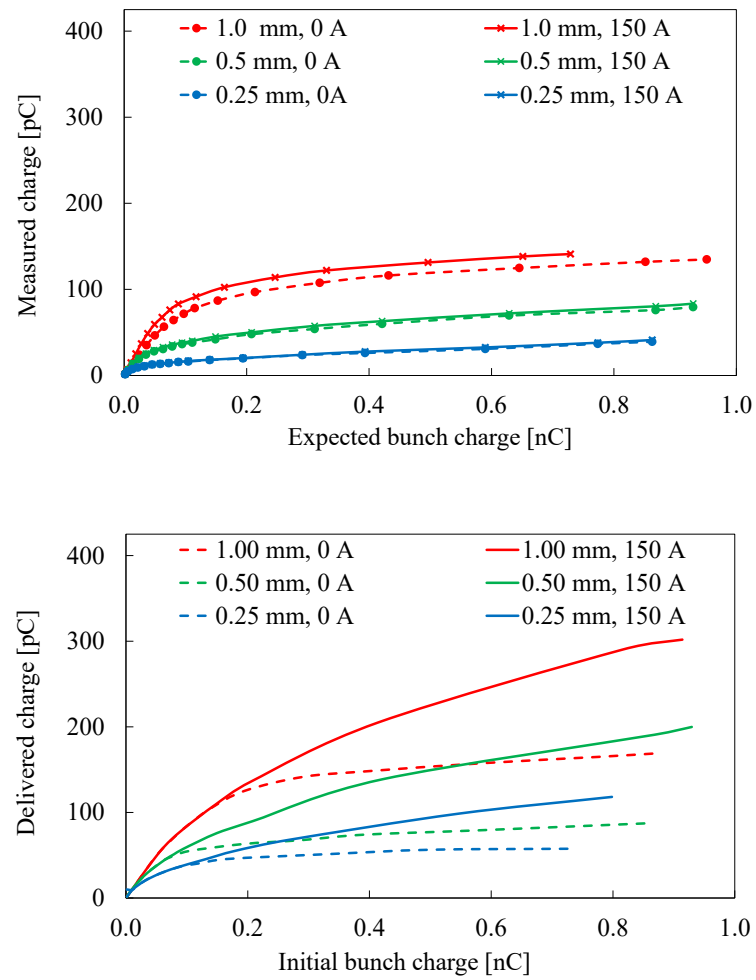 400
300
200
100
0
Measured charge [pC]
1.0 mm, 0 A
1.0 mm, 150 A
0.5 mm, 0 A
0.5 mm, 150 A
0.25 mm, 0A
0.25 mm, 150 A
0.0 0.2 0.4 0.6 0.8 1.0
Expected bunch charge [nC]
400
300
200
100
0
Delivered charge [pC]
1.00 mm, 0 A
1.00 mm, 150 A
0.50 mm, 0 A
0.50 mm, 150 A
0.25 mm, 0 A
0.25 mm, 150 A
0.0 0.2 0.4 0.6 0.8 1.0
Initial bunch charge [nC]